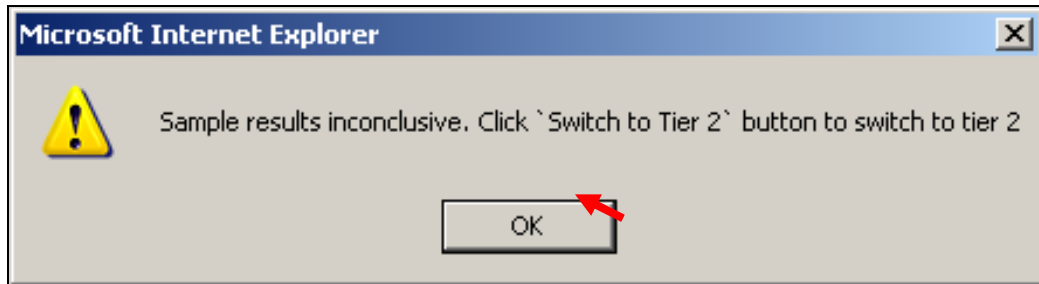 Microsoft Internet Explorer
Sample results inconclusive. Click `Switch to Tier 2` button to switch to tier 2
OK